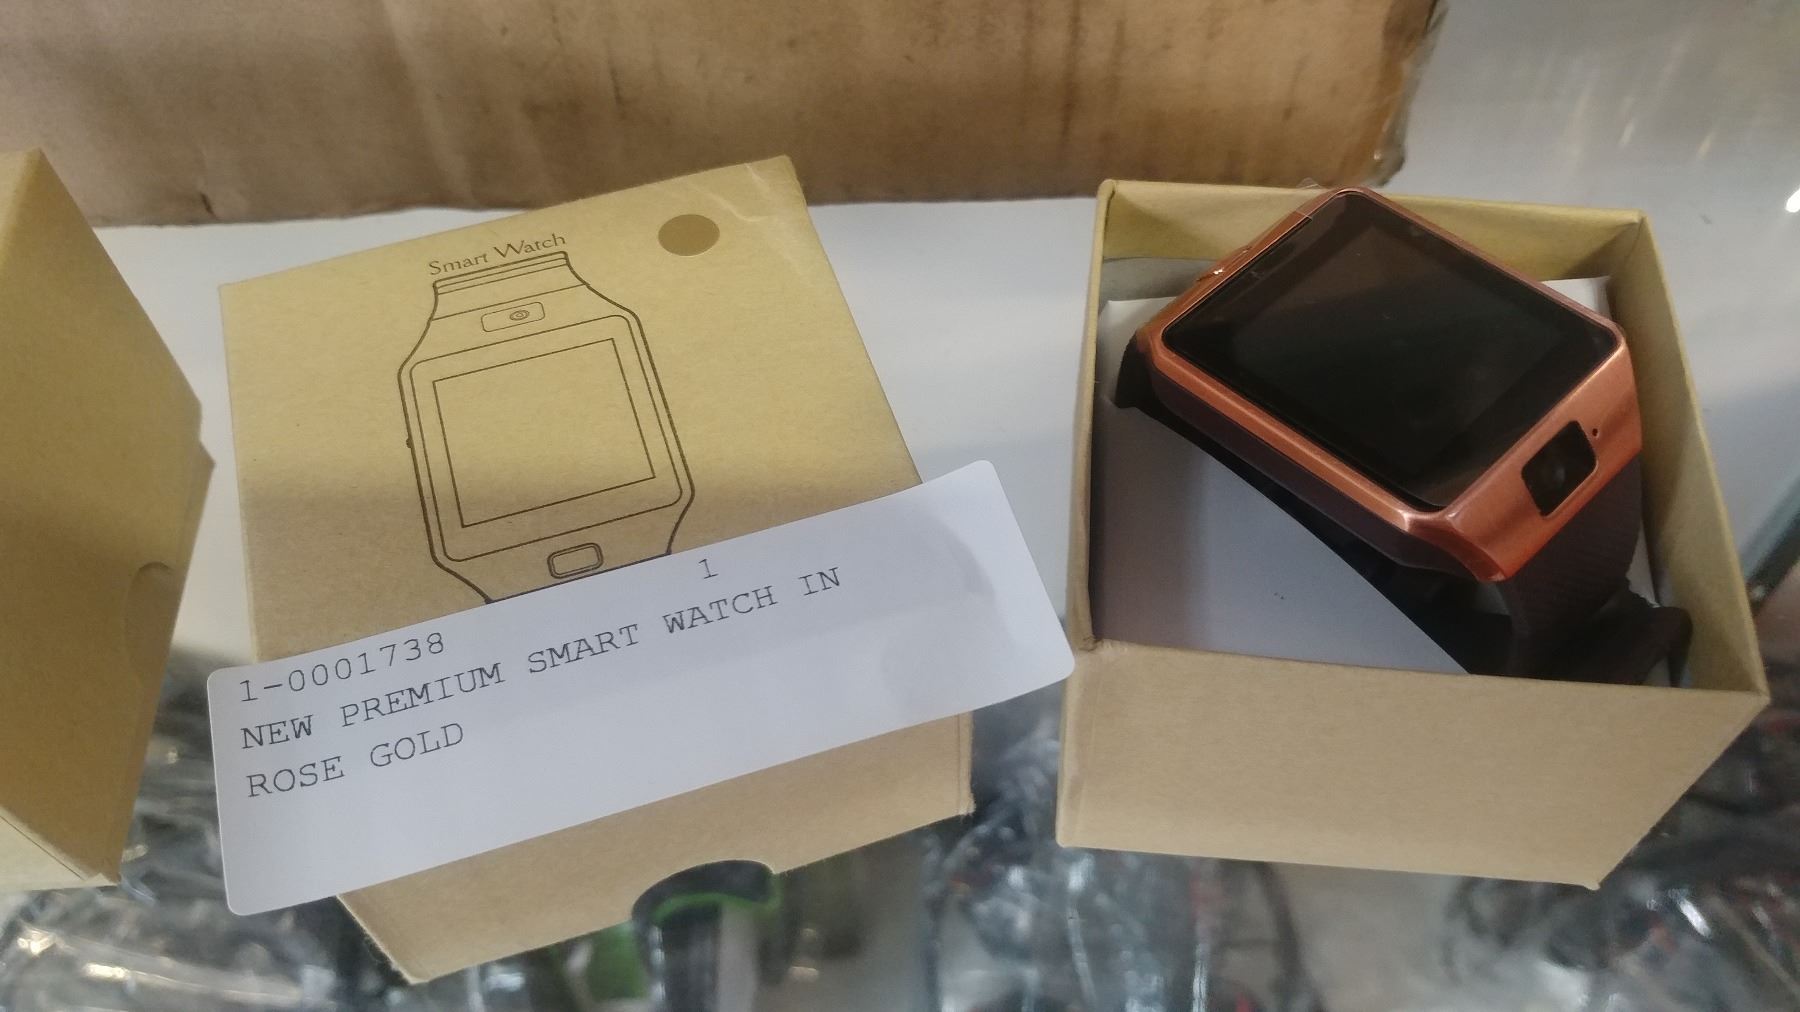 Smart Watch
1
1-0001738
NEW PREMIUM SMART WATCH IN
ROSE GOLD